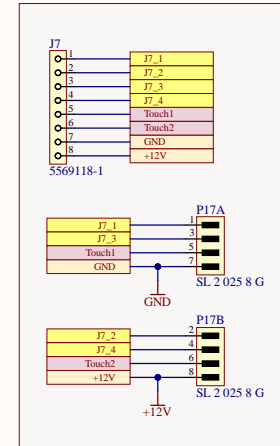 J7
1 J7_1
2 J7_2
3 J7_3
4 J7_4
5 Touch1
6 Touch2
7 GND
8 +12V
5569118-1
P17A
J7_1 1
J7_3 3
Touch1 5
GND 7
SL 2 025 8 G
GND
P17B
J7_2 2
J7_4 4
Touch2 6
+12V 8
SL 2 025 8 G
+12V